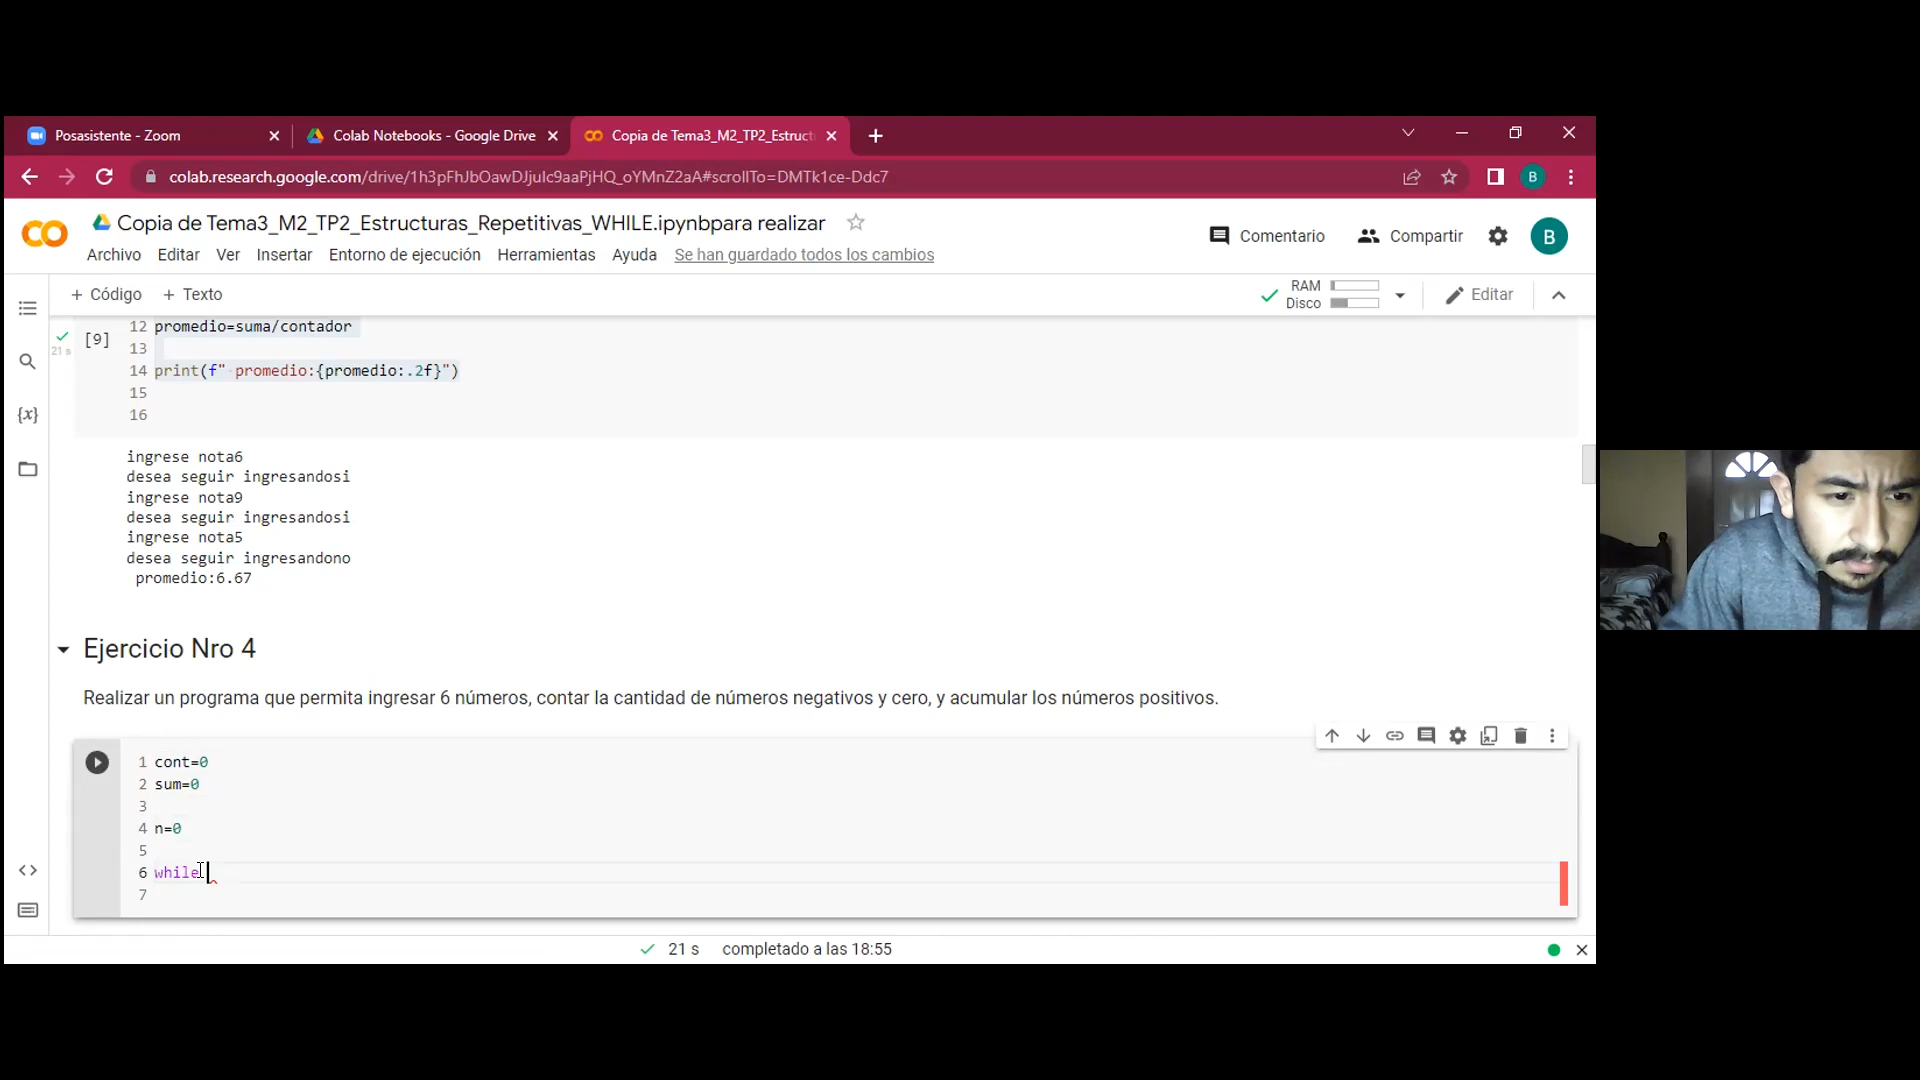 Posasistente - Zoom
Colab Notebooks - Google Drive
Copia de Tema3_M2_TP2_Estruct
colab.research.google.com/drive/1h3pFhJbOawDJjuIc9aaPjHQ_oYMnZ2aA#scrollTo=DMTk1ce-Ddc7
B
CO
Copia de Tema3_M2_TP2_Estructuras_Repetitivas_WHILE.ipynbpara realizar
Comentario
Compartir
B
Archivo Editar Ver Insertar Entorno de ejecución Herramientas Ayuda Se han guardado todos los cambios
+ Código + Texto
RAM
Disco
Editar
[9]
21 s
12 promedio=suma/contador
13
14 print(f" promedio:{promedio:.2f}")
15
16
ingrese nota6
desea seguir ingresandosi
ingrese nota9
desea seguir ingresandosi
ingrese nota5
desea seguir ingresandono
promedio:6.67
Ejercicio Nro 4
Realizar un programa que permita ingresar 6 números, contar la cantidad de números negativos y cero, y acumular los números positivos.
1 cont=0
2 sum=0
3
4 n=0
5
6 while
7
21 s completado a las 18:55